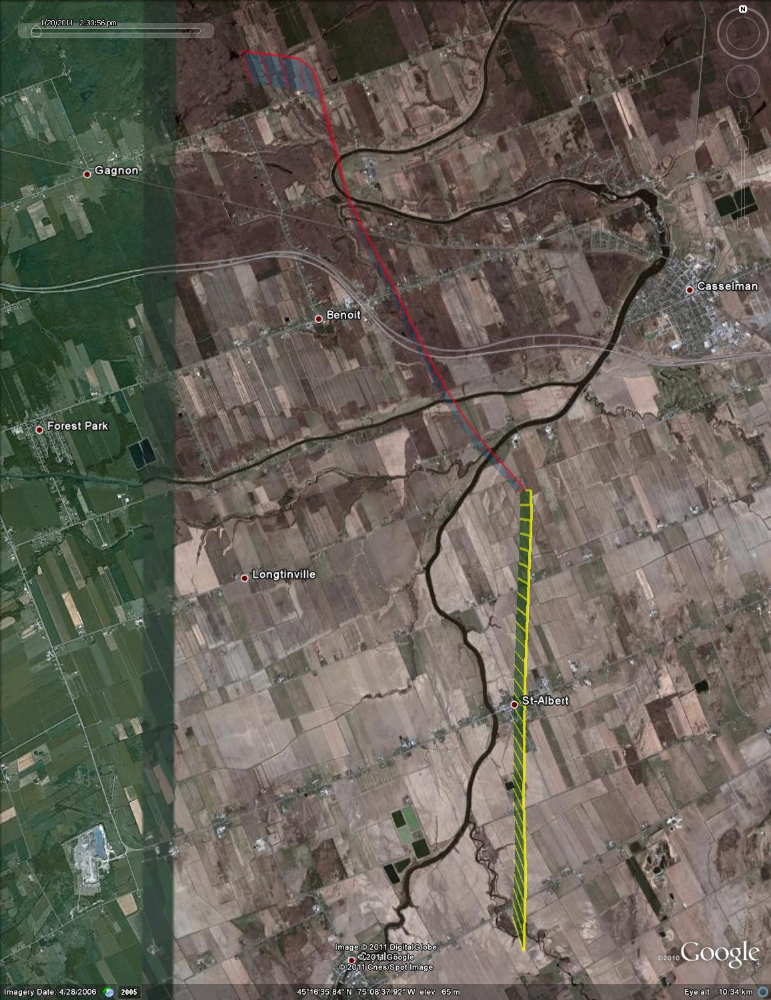 1/20/2011 2:30:56 pm
N
Gagnon
Casselman
Benoit
Forest Park
Longtinville
St-Albert
Image © 2011 DigitalGlobe
© 2011 Google
© 2011 Cnes/Spot Image
©2010 Google
Imagery Date: 4/28/2006 2005 45°16'35.84" N 75°08'37.92" W elev 65 m Eye alt 10.34 km